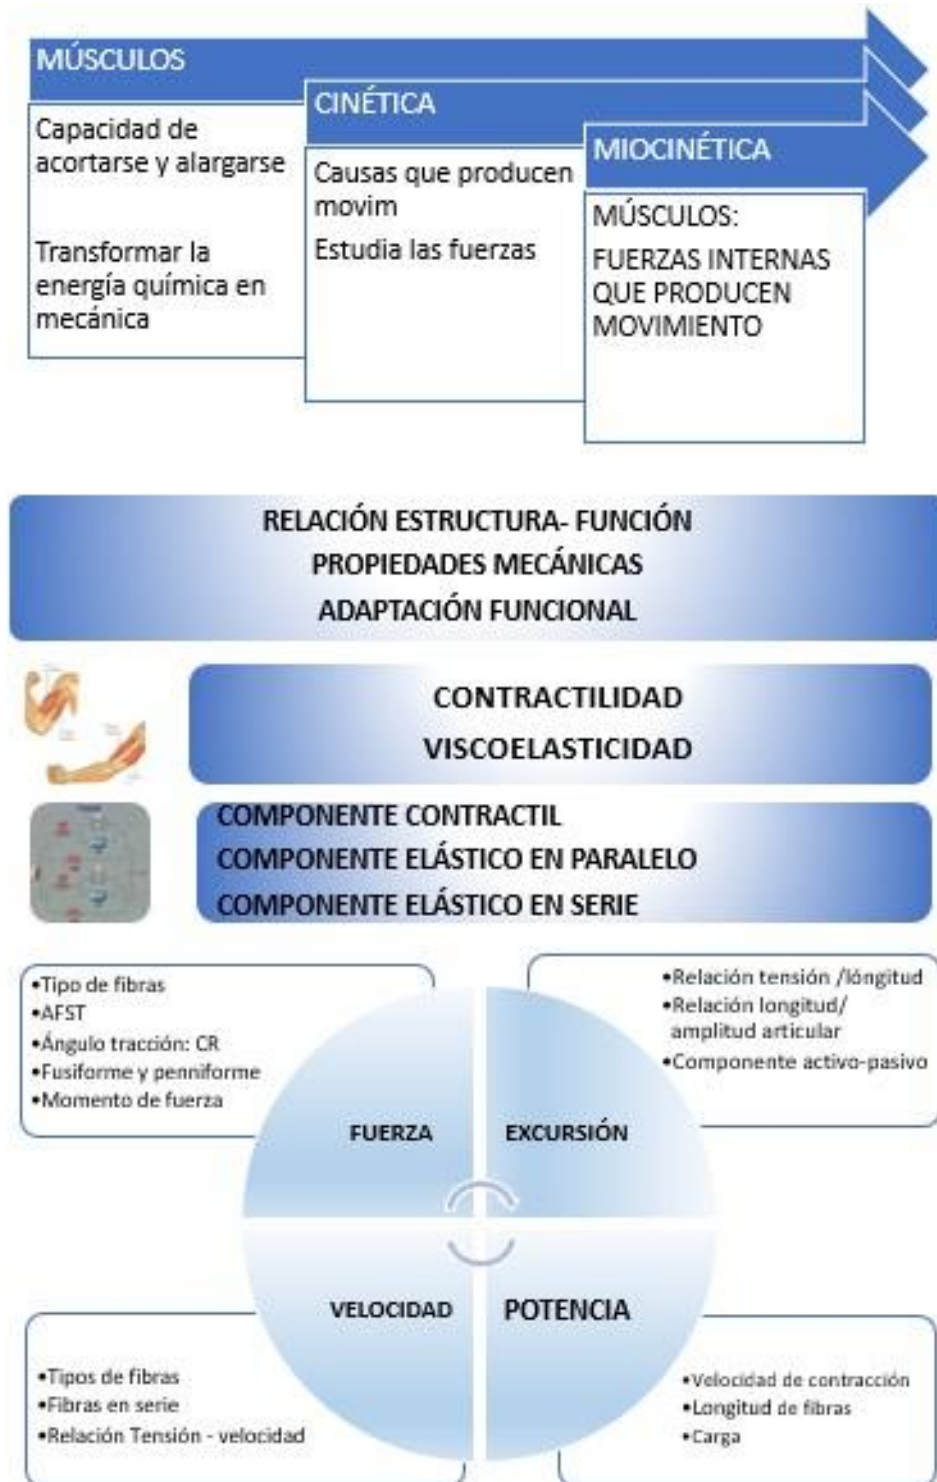 MÚSCULOS
Capacidad de
acortarse y alargarse
Transformar la
energía química en
mecánica
CINÉTICA
Causas que producen
movim
Estudia las fuerzas
MIOCINÉTICA
MÚSCULOS:
FUERZAS INTERNAS
QUE PRODUCEN
MOVIMIENTO
RELACIÓN ESTRUCTURA- FUNCIÓN
PROPIEDADES MECÁNICAS
ADAPTACIÓN FUNCIONAL
CONTRACTILIDAD
VISCOELASTICIDAD
COMPONENTE CONTRACTIL
COMPONENTE ELÁSTICO EN PARALELO
COMPONENTE ELÁSTICO EN SERIE
•Tipo de fibras
•AFST
•Ángulo tracción: CR
•Fusiforme y penniforme
•Momento de fuerza
FUERZA
•Relación tensión /lóngitud
•Relación longitud/
amplitud articular
•Componente activo-pasivo
EXCURSIÓN
VELOCIDAD
•Tipos de fibras
•Fibras en serie
•Relación Tensión - velocidad
POTENCIA
•Velocidad de contracción
•Longitud de fibras
•Carga